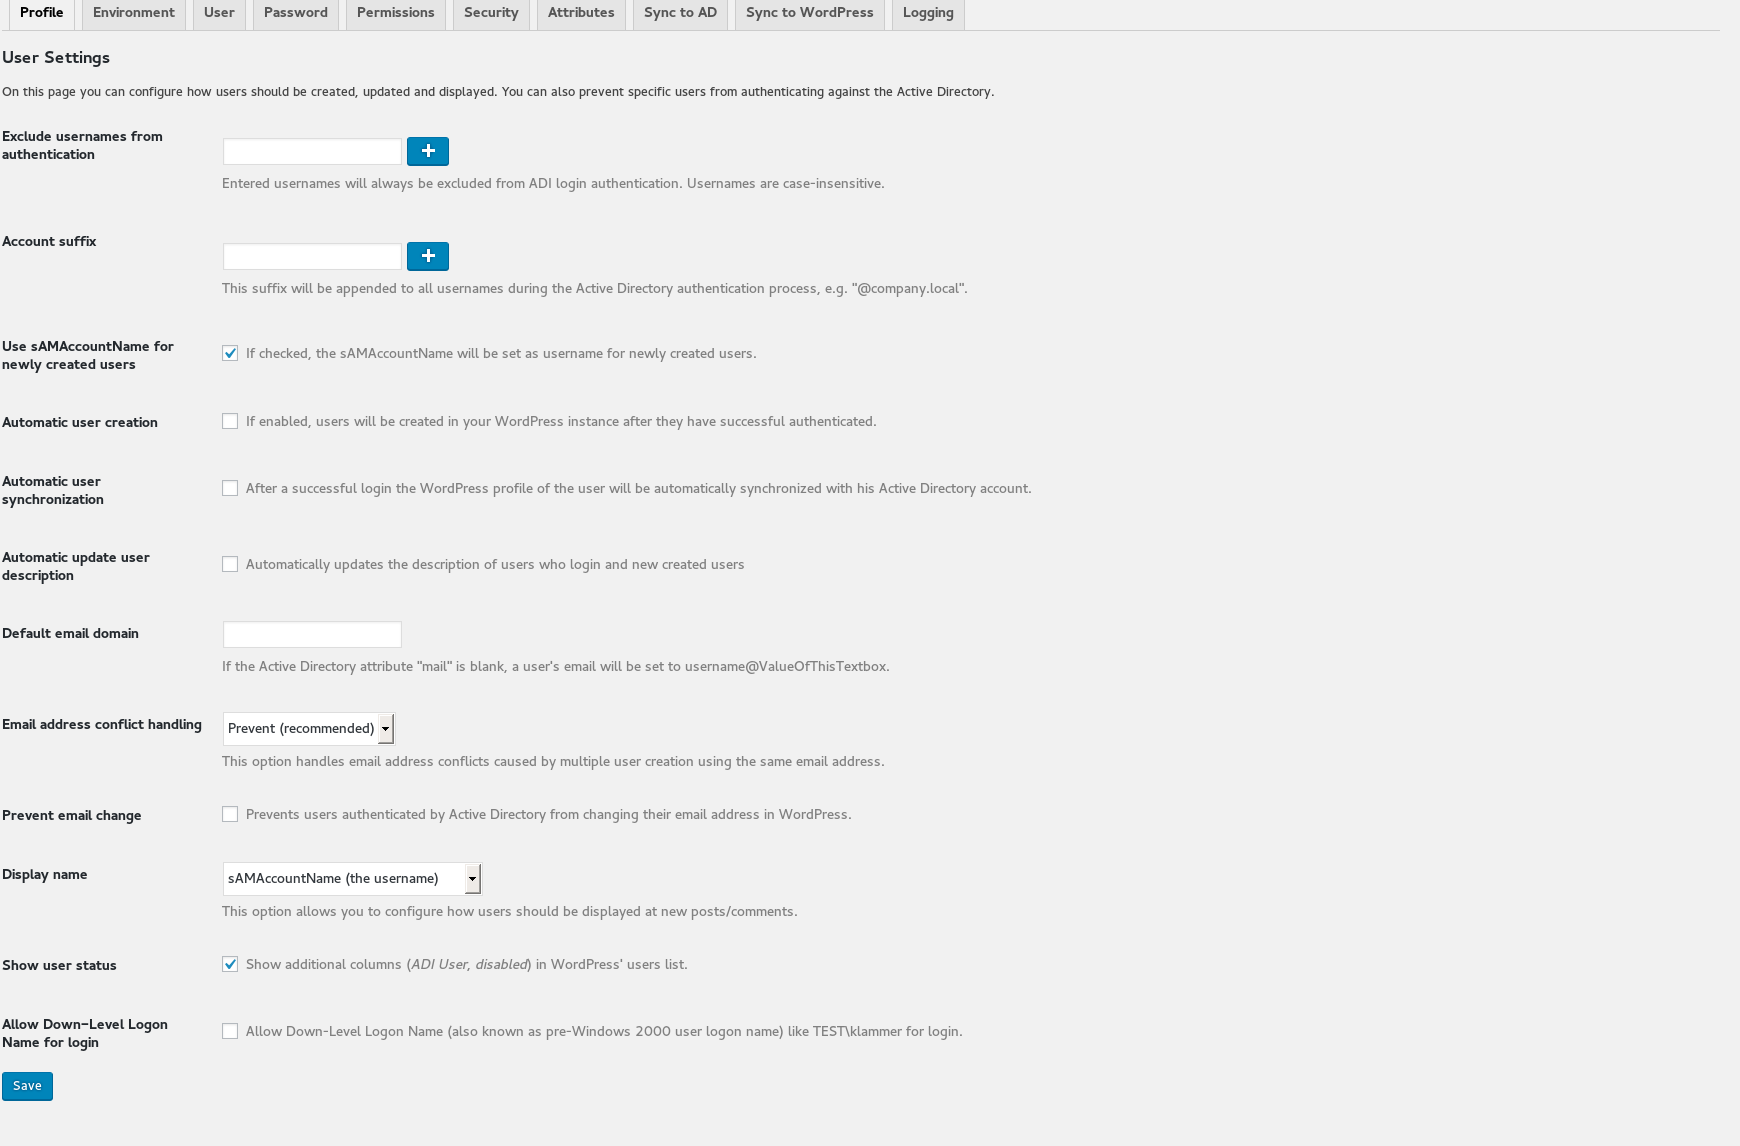 Profile Environment User Password Permissions Security Attributes Sync to AD Sync to WordPress Logging
User Settings
On this page you can configure how users should be created, updated and displayed. You can also prevent specific users from authenticating against the Active Directory.
Exclude usernames from
authentication
+
Entered usernames will always be excluded from ADI login authentication. Usernames are case-insensitive.
Account suffix
+
This suffix will be appended to all usernames during the Active Directory authentication process, e.g. "@company.local".
Use sAMAccountName for
newly created users
If checked, the sAMAccountName will be set as username for newly created users.
Automatic user creation
If enabled, users will be created in your WordPress instance after they have successful authenticated.
Automatic user
synchronization
After a successful login the WordPress profile of the user will be automatically synchronized with his Active Directory account.
Automatic update user
description
Automatically updates the description of users who login and new created users
Default email domain
If the Active Directory attribute "mail" is blank, a user's email will be set to username@ValueOfThisTextbox.
Email address conflict handling
Prevent (recommended)
This option handles email address conflicts caused by multiple user creation using the same email address.
Prevent email change
Prevents users authenticated by Active Directory from changing their email address in WordPress.
Display name
sAMAccountName (the username)
This option allows you to configure how users should be displayed at new posts/comments.
Show user status
Show additional columns (ADI User, disabled) in WordPress' users list.
Allow Down-Level Logon
Name for login
Allow Down-Level Logon Name (also known as pre-Windows 2000 user logon name) like TEST\klammer for login.
Save